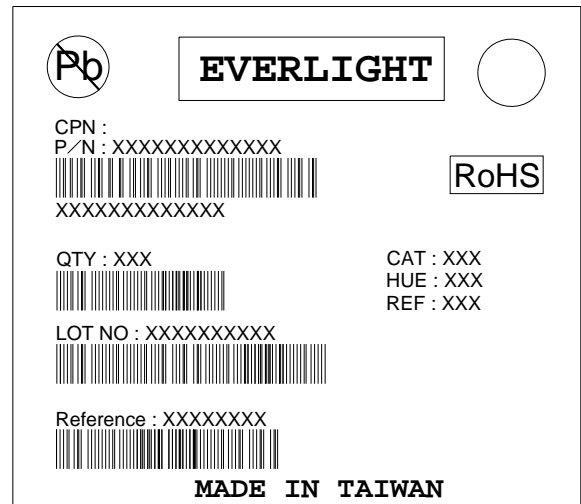 Pb
EVERLIGHT
CPN :
P/N : XXXXXXXXXXXXX
RoHS
XXXXXXXXXXXXX
QTY : XXX
CAT : XXX
HUE : XXX
REF : XXX
LOT NO : XXXXXXXXXX
Reference : XXXXXXXX
MADE IN TAIWAN